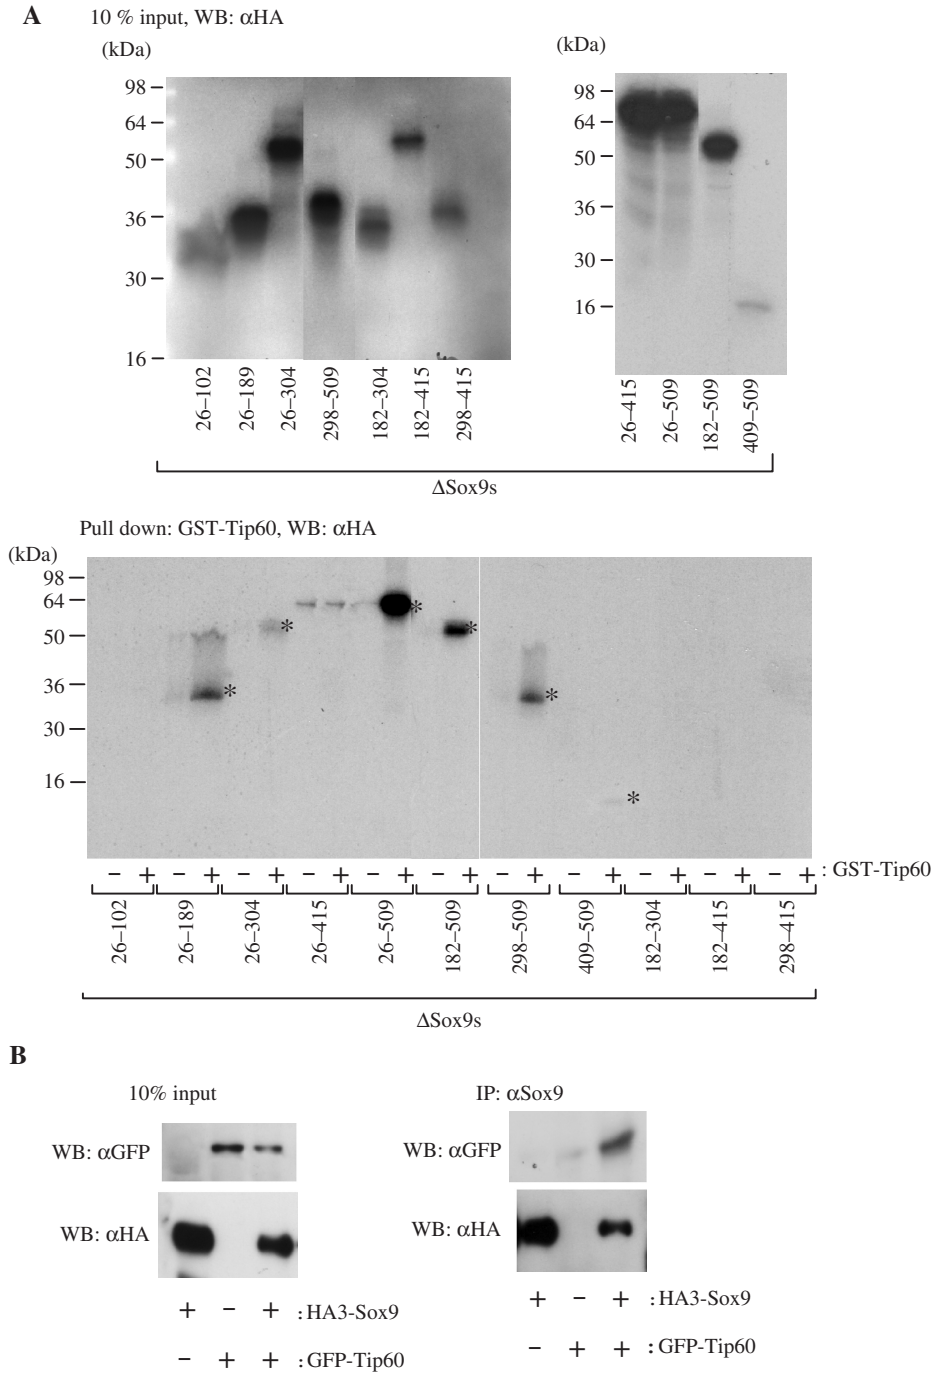 A
10 % input, WB: αHA
(kDa)
98
64
50
36
30
16
26–102
26–189
26–304
298–509
182–304
182–415
298–415
(kDa)
98
64
50
36
30
16
26–415
26–509
182–509
409–509
ΔSox9s
Pull down: GST-Tip60, WB: αHA
(kDa)
98
64
50
36
30
16
*
*
*
*
*
*
− + − + − + − + − + − + − + − + − + − + − + : GST-Tip60
26–102
26–189
26–304
26–415
26–509
182–509
298–509
409–509
182–304
182–415
298–415
ΔSox9s
B
10% input
WB: αGFP
WB: αHA
+ − + : HA3-Sox9
− + + : GFP-Tip60
IP: αSox9
WB: αGFP
WB: αHA
+ − + : HA3-Sox9
− + + : GFP-Tip60